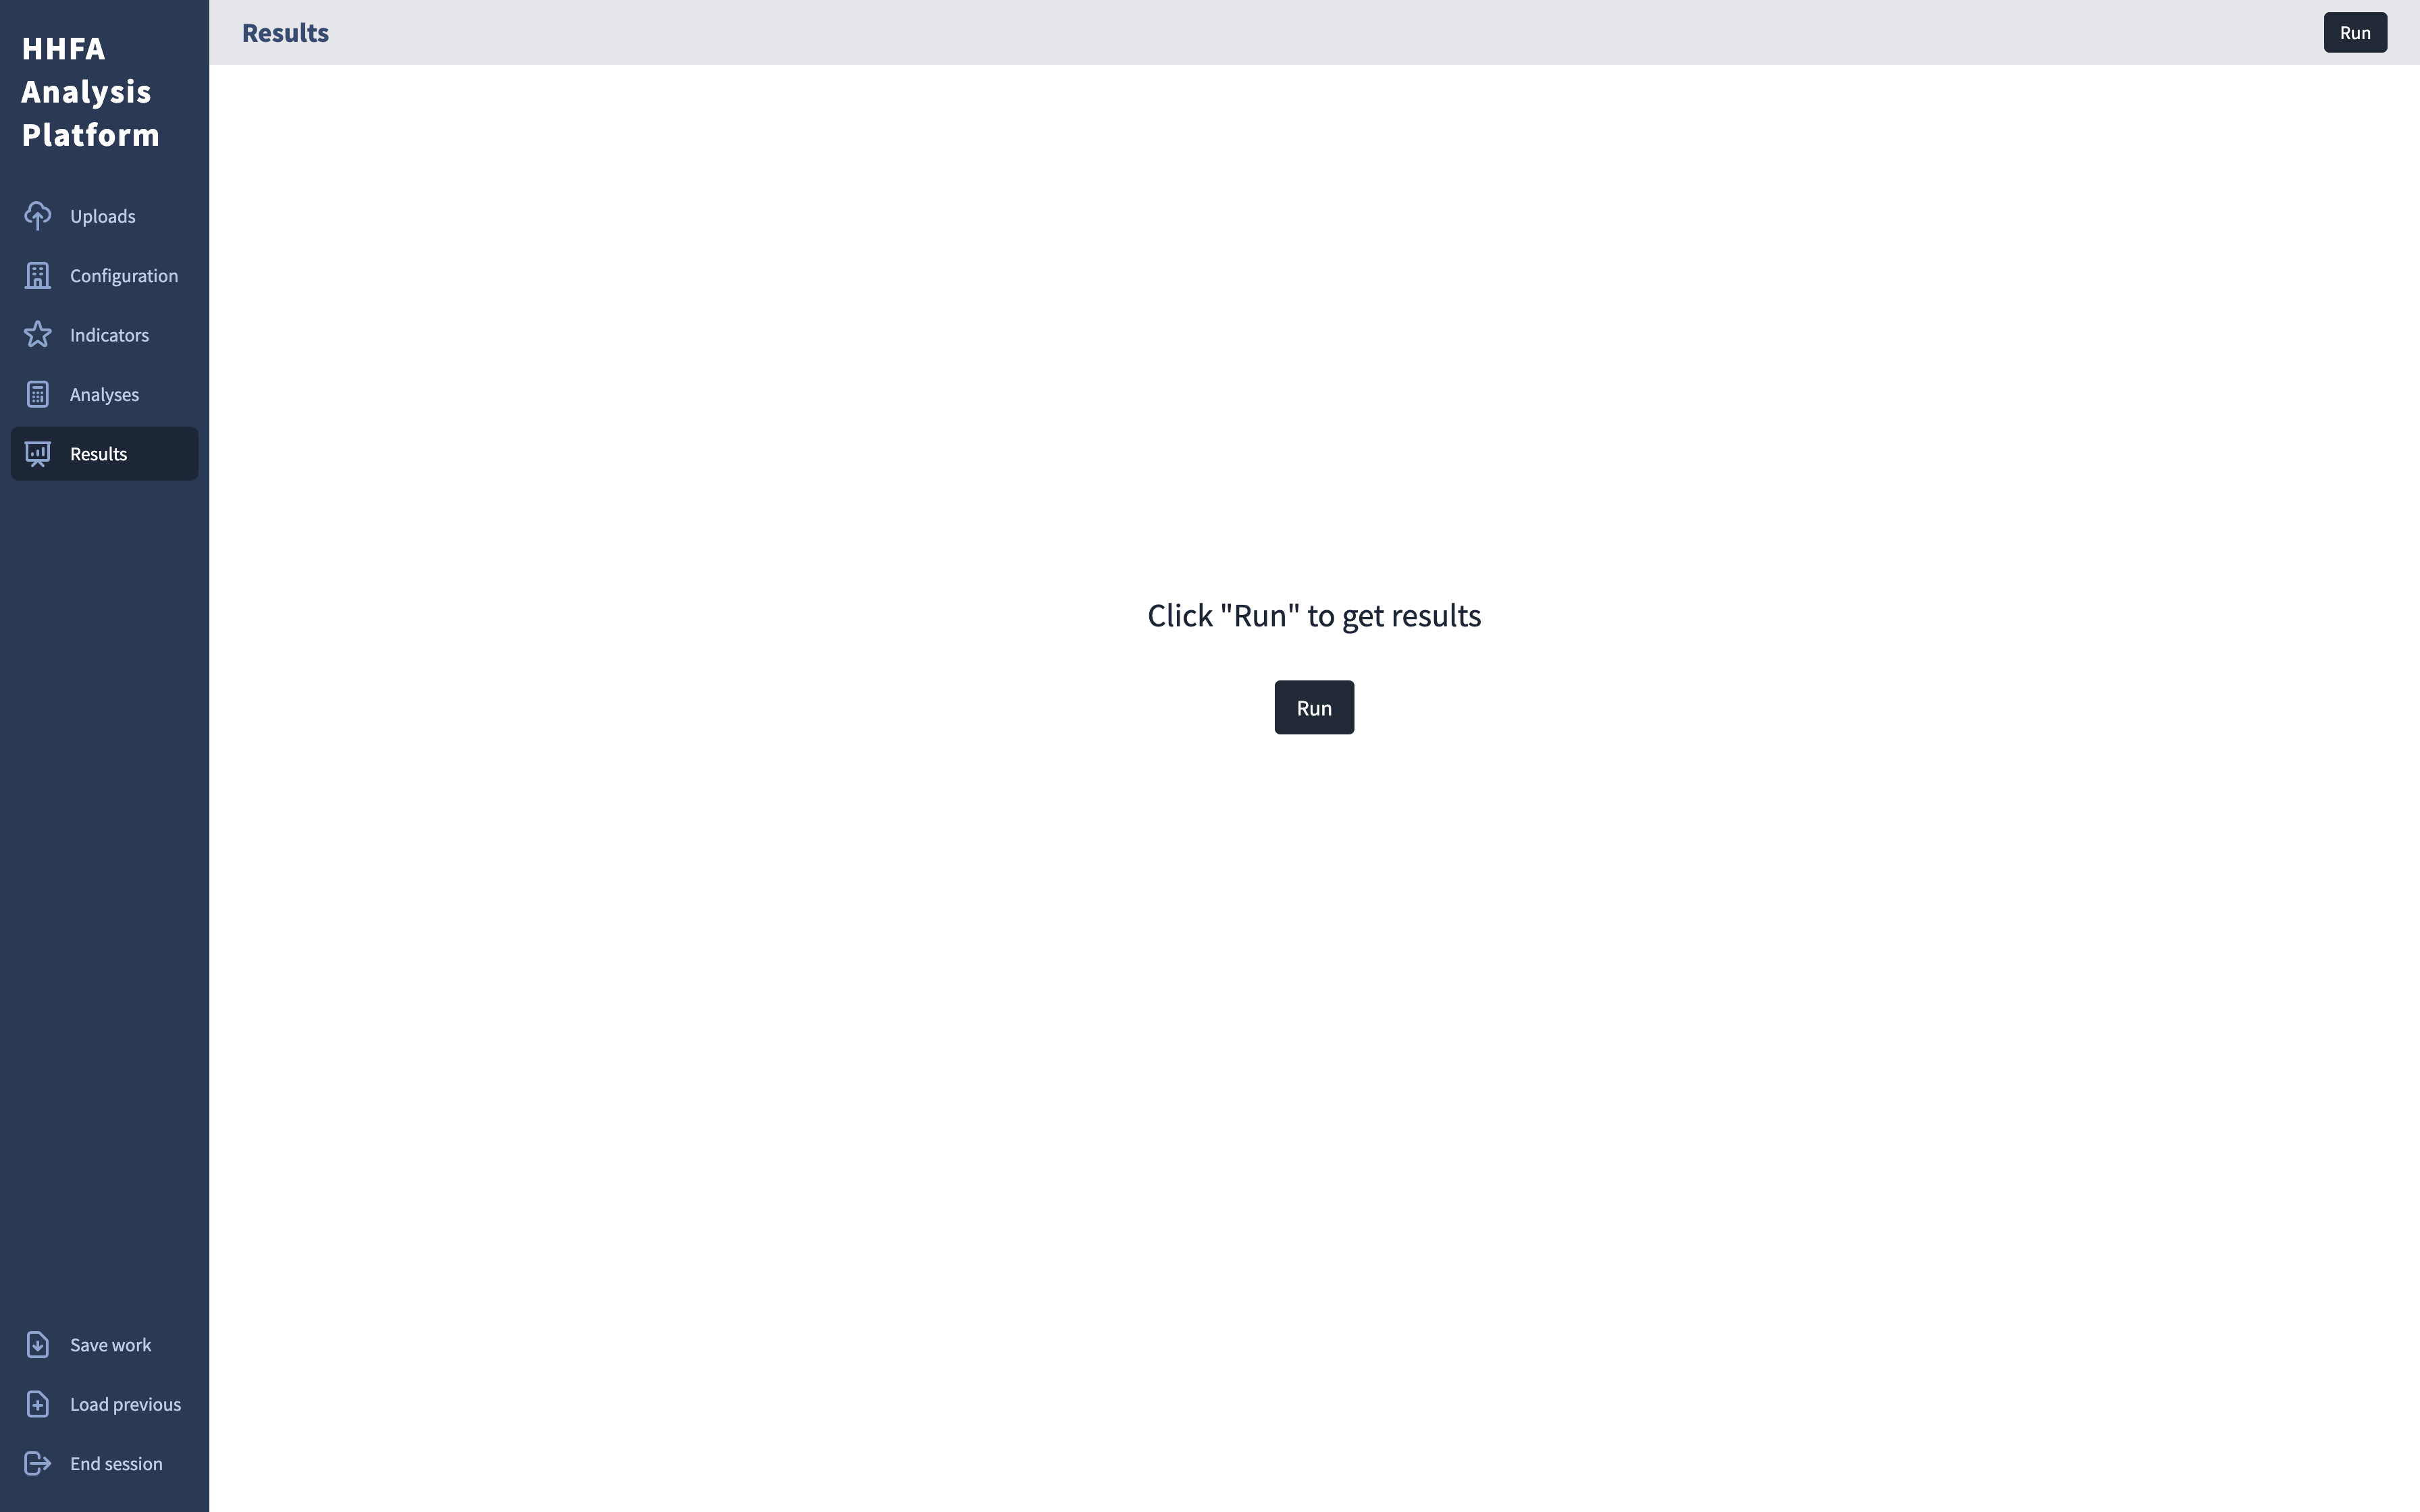 HHFA
Analysis
Platform
Uploads
Configuration
Indicators
Analyses
Results
Save work
Load previous
End session
Results
Run
Click "Run" to get results
Run